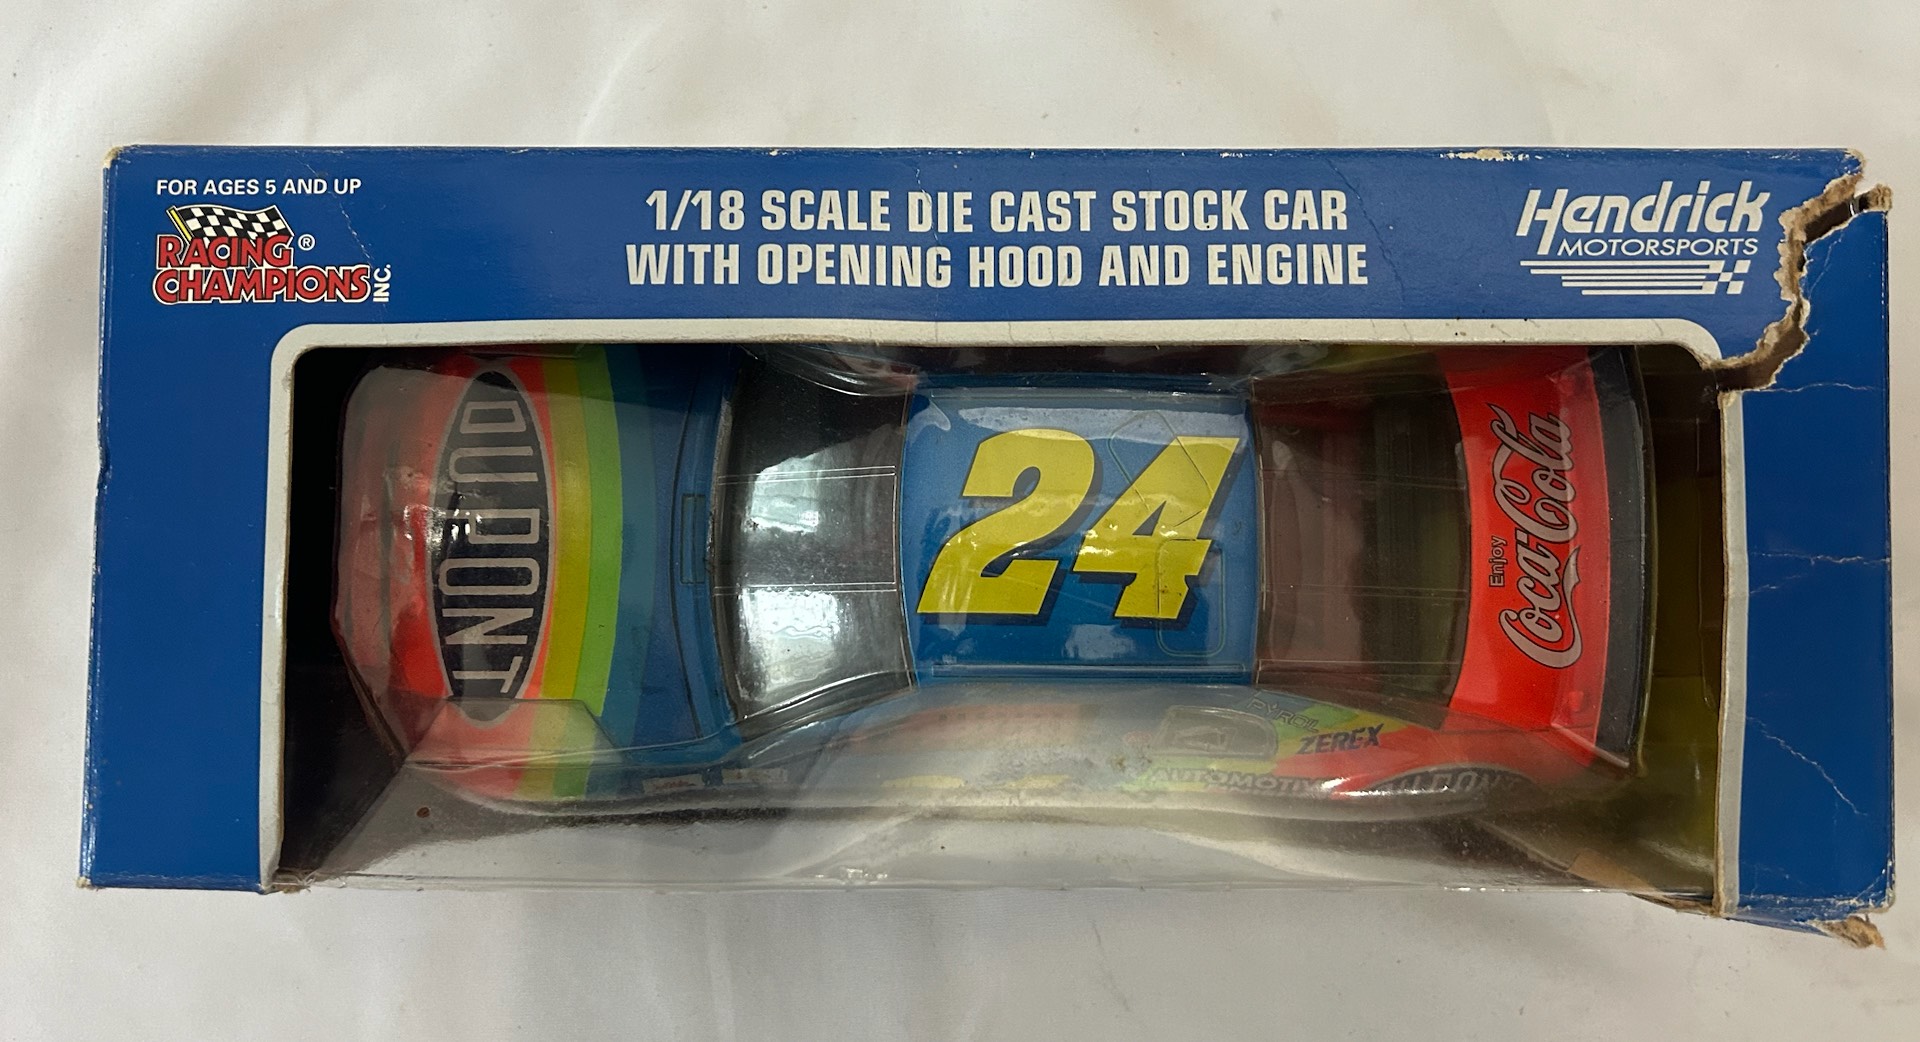 FOR AGES 5 AND UP
RACING ®
CHAMPIONS INC.
1/18 SCALE DIE CAST STOCK CAR
WITH OPENING HOOD AND ENGINE
Hendrick
MOTORSPORTS
DUPONT
24
Enjoy
Coca-Cola
ZEREX
AUTOMOTIVE